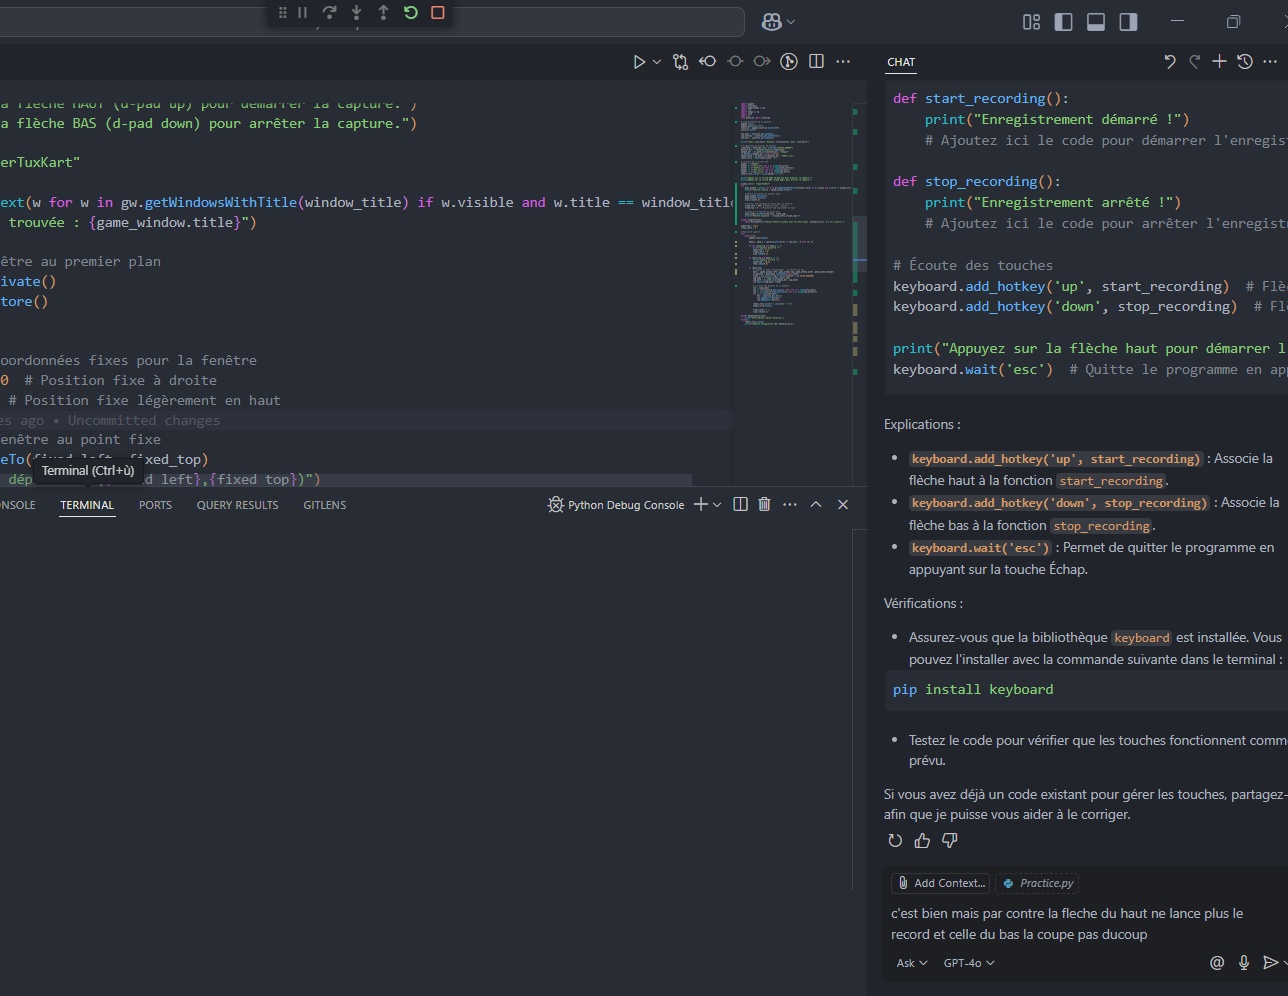 CHAT
a flèche HAUT (d-pad up) pour démarrer la capture.")
a flèche BAS (d-pad down) pour arrêter la capture.")
erTuxKart"
ext(w for w in gw.getWindowsWithTitle(window_title) if w.visible and w.title == window_title
trouvée : {game_window.title}")
être au premier plan
ivate()
tore()
oordonnées fixes pour la fenêtre
0  # Position fixe à droite
# Position fixe légèrement en haut
es ago • Uncommitted changes
enêtre au point fixe
eTo(fixed_left, fixed_top)
dép left},{fixed_top})")
Terminal (Ctrl+ù)
NSOLE
TERMINAL
PORTS
QUERY RESULTS
GITLENS
Python Debug Console
def start_recording():
print("Enregistrement démarré !")
# Ajoutez ici le code pour démarrer l'enregist
def stop_recording():
print("Enregistrement arrêté !")
# Ajoutez ici le code pour arrêter l'enregistr
# Écoute des touches
keyboard.add_hotkey('up', start_recording)  # Flè
keyboard.add_hotkey('down', stop_recording)  # Fl
print("Appuyez sur la flèche haut pour démarrer l
keyboard.wait('esc')  # Quitte le programme en ap
Explications :
keyboard.add_hotkey('up', start_recording) : Associe la
flèche haut à la fonction start_recording.
keyboard.add_hotkey('down', stop_recording) : Associe la
flèche bas à la fonction stop_recording.
keyboard.wait('esc') : Permet de quitter le programme en
appuyant sur la touche Échap.
Vérifications :
Assurez-vous que la bibliothèque keyboard est installée. Vous
pouvez l'installer avec la commande suivante dans le terminal :
pip install keyboard
Testez le code pour vérifier que les touches fonctionnent comm
prévu.
Si vous avez déjà un code existant pour gérer les touches, partagez-
afin que je puisse vous aider à le corriger.
Add Context...
Practice.py
c'est bien mais par contre la fleche du haut ne lance plus le
record et celle du bas la coupe pas ducoup
Ask
GPT-4o